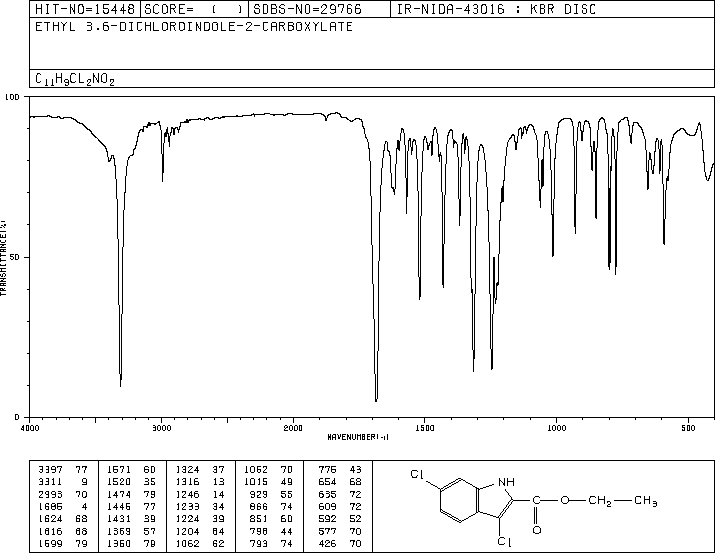 HIT-NO=15448 SCORE= ( ) SDBS-NO=29766 IR-NIDA-43016 : KBR DISC
ETHYL 3.6-DICHLOROINDOLE-2-CARBOXYLATE
C11H9CL2NO2
100
50
0
TRANSMITTANCE(%)
4000 3000 2000 1500 1000 500
WAVENUMBER(-1)
3397 77 1571 60 1324 37 1052 70 775 43
3311 9 1520 35 1316 13 1015 49 654 68
2993 70 1474 79 1246 14 929 55 635 72
1685 4 1445 77 1233 34 866 74 609 72
1624 68 1431 39 1224 39 851 60 592 52
1616 68 1369 57 1204 64 798 44 577 70
1599 79 1350 79 1062 62 793 74 426 70
Cl
NH
C O CH2 CH3
O
Cl